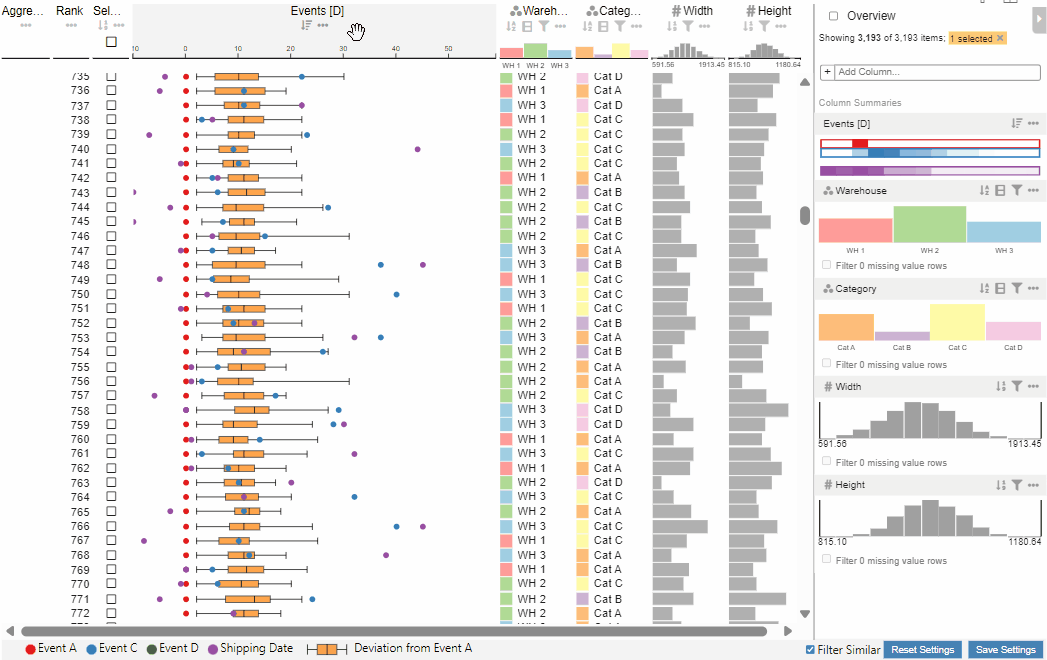 Aggre... Rank Sel... Events [D] Wareh... Categ... # Width # Height
WH 1 WH 2 WH 3 591.56 1913.45 815.10 1180.64
10 0 10 20 30 40 50
735 WH 2 Cat D
736 WH 1 Cat A
737 WH 3 Cat D
738 WH 1 Cat C
739 WH 2 Cat C
740 WH 3 Cat C
741 WH 2 Cat C
742 WH 1 Cat A
743 WH 2 Cat B
744 WH 2 Cat C
745 WH 2 Cat B
746 WH 2 Cat C
747 WH 3 Cat A
748 WH 3 Cat B
749 WH 1 Cat C
750 WH 3 Cat C
751 WH 1 Cat C
752 WH 2 Cat B
753 WH 3 Cat A
754 WH 2 Cat B
755 WH 2 Cat A
756 WH 2 Cat A
757 WH 2 Cat C
758 WH 3 Cat D
759 WH 3 Cat D
760 WH 1 Cat A
761 WH 3 Cat C
762 WH 1 Cat A
763 WH 2 Cat D
764 WH 3 Cat C
765 WH 2 Cat A
766 WH 3 Cat C
767 WH 1 Cat C
768 WH 3 Cat A
769 WH 1 Cat A
770 WH 2 Cat C
771 WH 2 Cat B
772 WH 2 Cat A
Event A Event C Event D Shipping Date Deviation from Event A
Filter Similar Reset Settings Save Settings
Overview
Showing 3,193 of 3,193 items; 1 selected
+ Add Column...
Column Summaries
Events [D]
Warehouse
WH 1 WH 2 WH 3
Filter 0 missing value rows
Category
Cat A Cat B Cat C Cat D
Filter 0 missing value rows
# Width
591.56 1913.45
Filter 0 missing value rows
# Height
815.10 1180.64
Filter 0 missing value rows